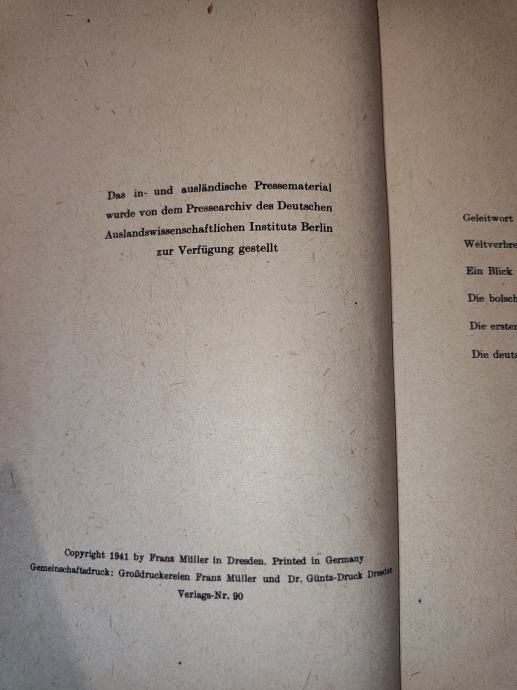 Das in- und ausländische Pressematerial
wurde von dem Pressearchiv des Deutschen
Auslandswissenschaftlichen Instituts Berlin
zur Verfügung gestellt
Copyright 1941 by Franz Müller in Dresden. Printed in Germany
Gemeinschaftsdruck: Großdruckereien Franz Müller und Dr. Güntz-Druck Dresden
Verlags-Nr. 90
Geleitwort
Weltverbre
Ein Blick
Die bolsch
Die ersten
Die deuts